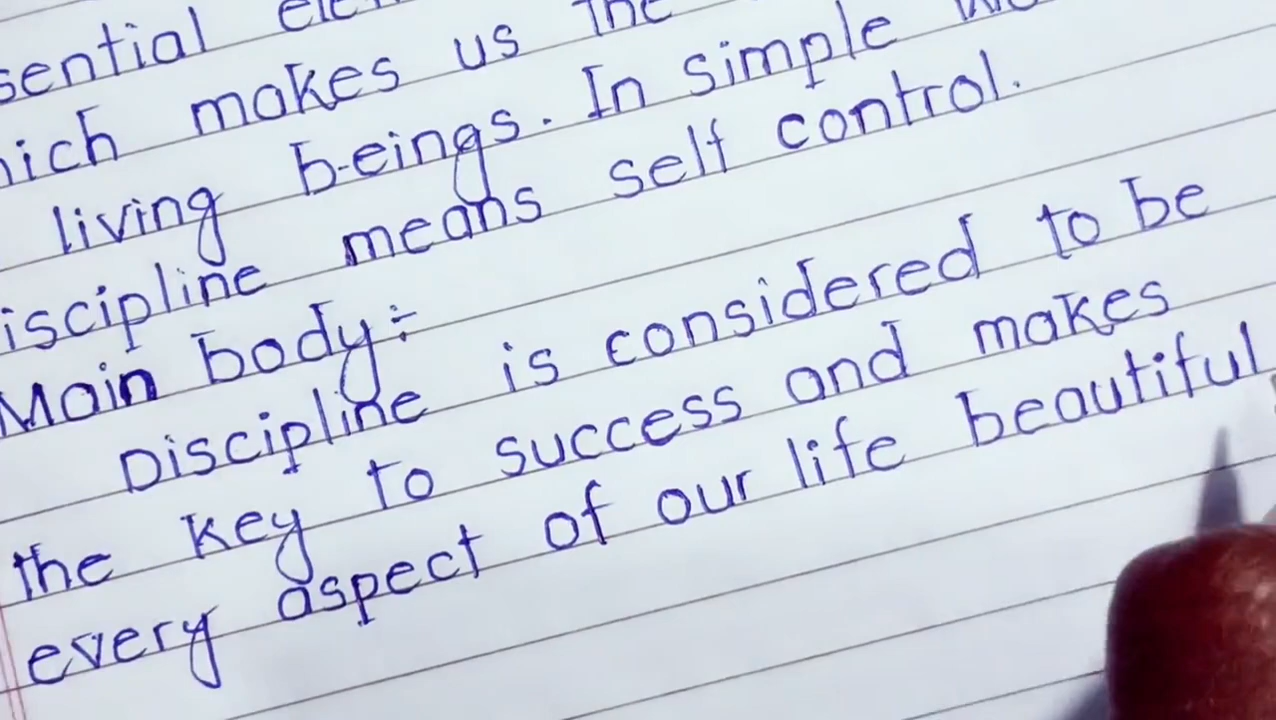 sential
which makes us the
living beings. In simple
iscipline means self control.
Main body:-
Discipline is considered to be
the key to success and makes
every aspect of our life beautiful